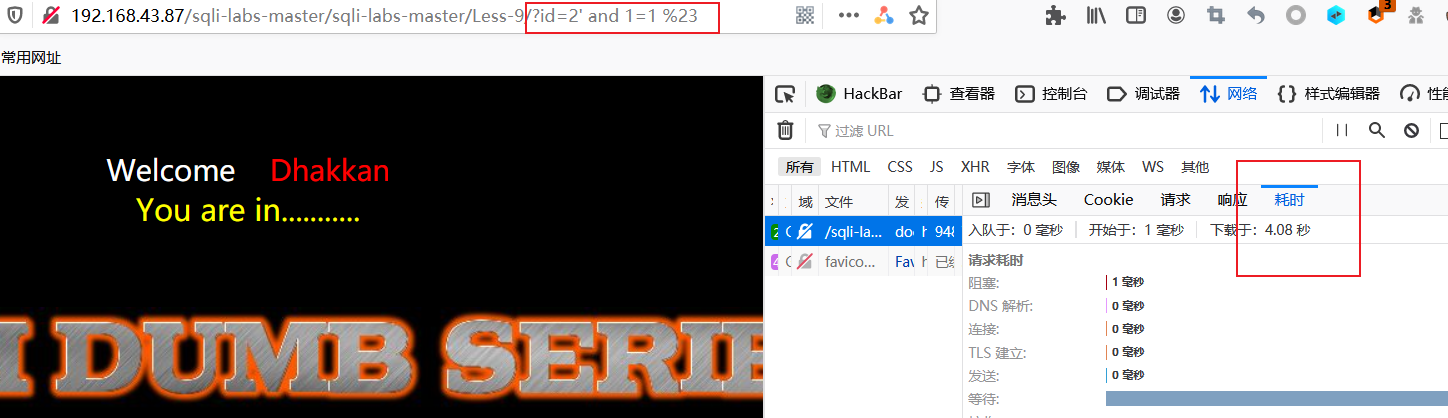 192.168.43.87/sqli-labs-master/sqli-labs-master/Less-9/?id=2' and 1=1 %23
3
常用网址
HackBar 查看器 控制台 调试器 网络 样式编辑器
过滤 URL
所有 HTML CSS JS XHR 字体 图像 媒体 WS 其他
域 文件 发 传 消息头 Cookie 请求 响应 耗时
/sqli-la... 948 入队于: 0 毫秒 开始于: 1 毫秒 下载于: 4.08 秒
favico... Fav
请求耗时
阻塞: 1 毫秒
DNS 解析: 0 毫秒
连接: 0 毫秒
TLS 建立: 0 毫秒
发送: 0 毫秒
等待:
Welcome Dhakkan
You are in...........
I DUMB SERIE